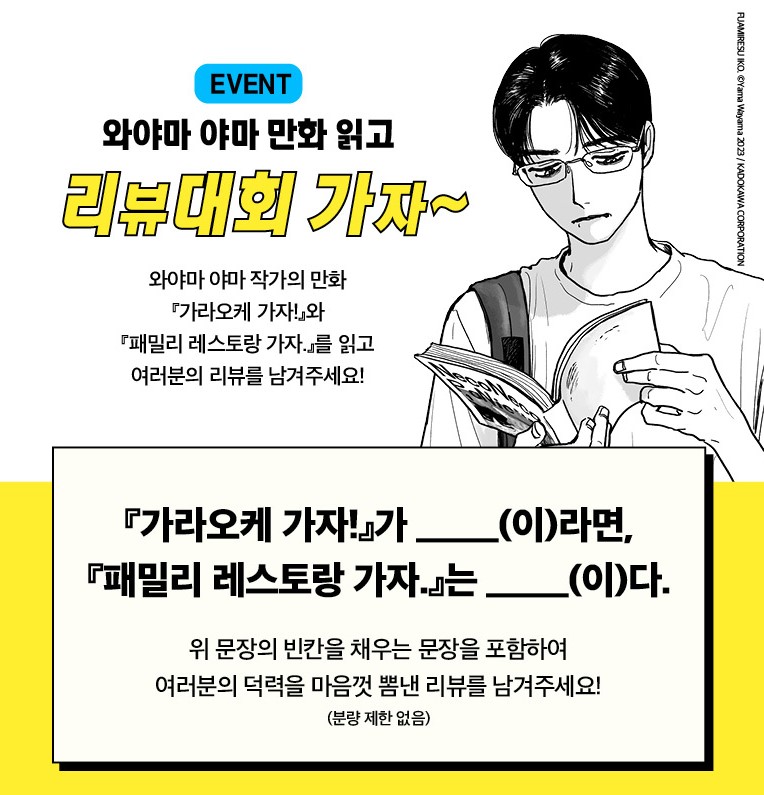 EVENT
와야마 야마 만화 읽고
리뷰대회 가자~
와야마 야마 작가의 만화
『가라오케 가자!』와
『패밀리 레스토랑 가자.』를 읽고
여러분의 리뷰를 남겨주세요!
FUAMIRESU IKO. ©Yama Wayama 2023 / KADOKAWA CORPORATION
『가라오케 가자!』가 ____(이)라면,
『패밀리 레스토랑 가자.』는 ____(이)다.
위 문장의 빈칸을 채우는 문장을 포함하여
여러분의 덕력을 마음껏 뽐낸 리뷰를 남겨주세요!
(분량 제한 없음)